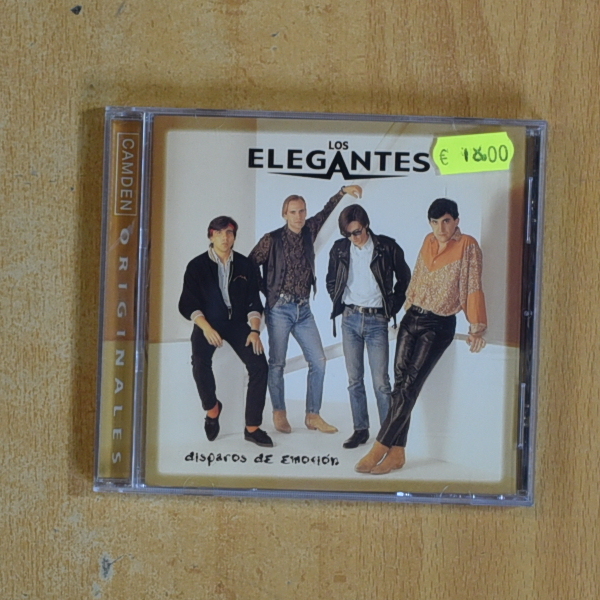 CAMDEN
ORIGINALES
LOS
ELEGANTES
€ 18.00
disparos de emoción